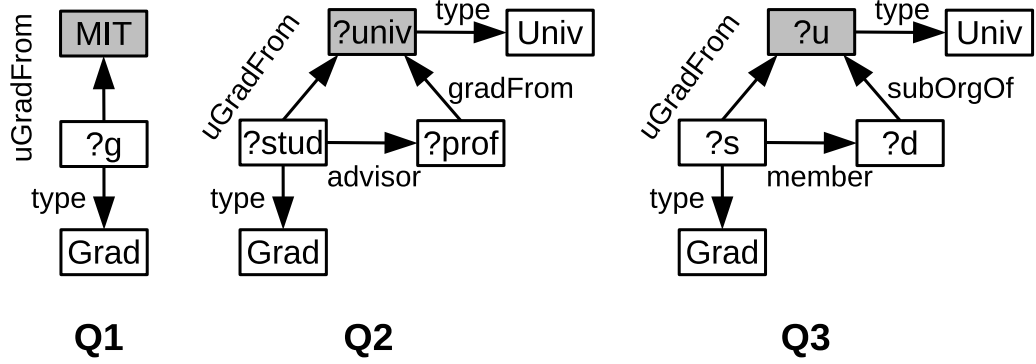 MIT
uGradFrom
?g
type
Grad
Q1
?univ
type
Univ
uGradFrom
gradFrom
?stud
?prof
advisor
type
Grad
Q2
?u
type
Univ
uGradFrom
subOrgOf
?s
?d
member
type
Grad
Q3